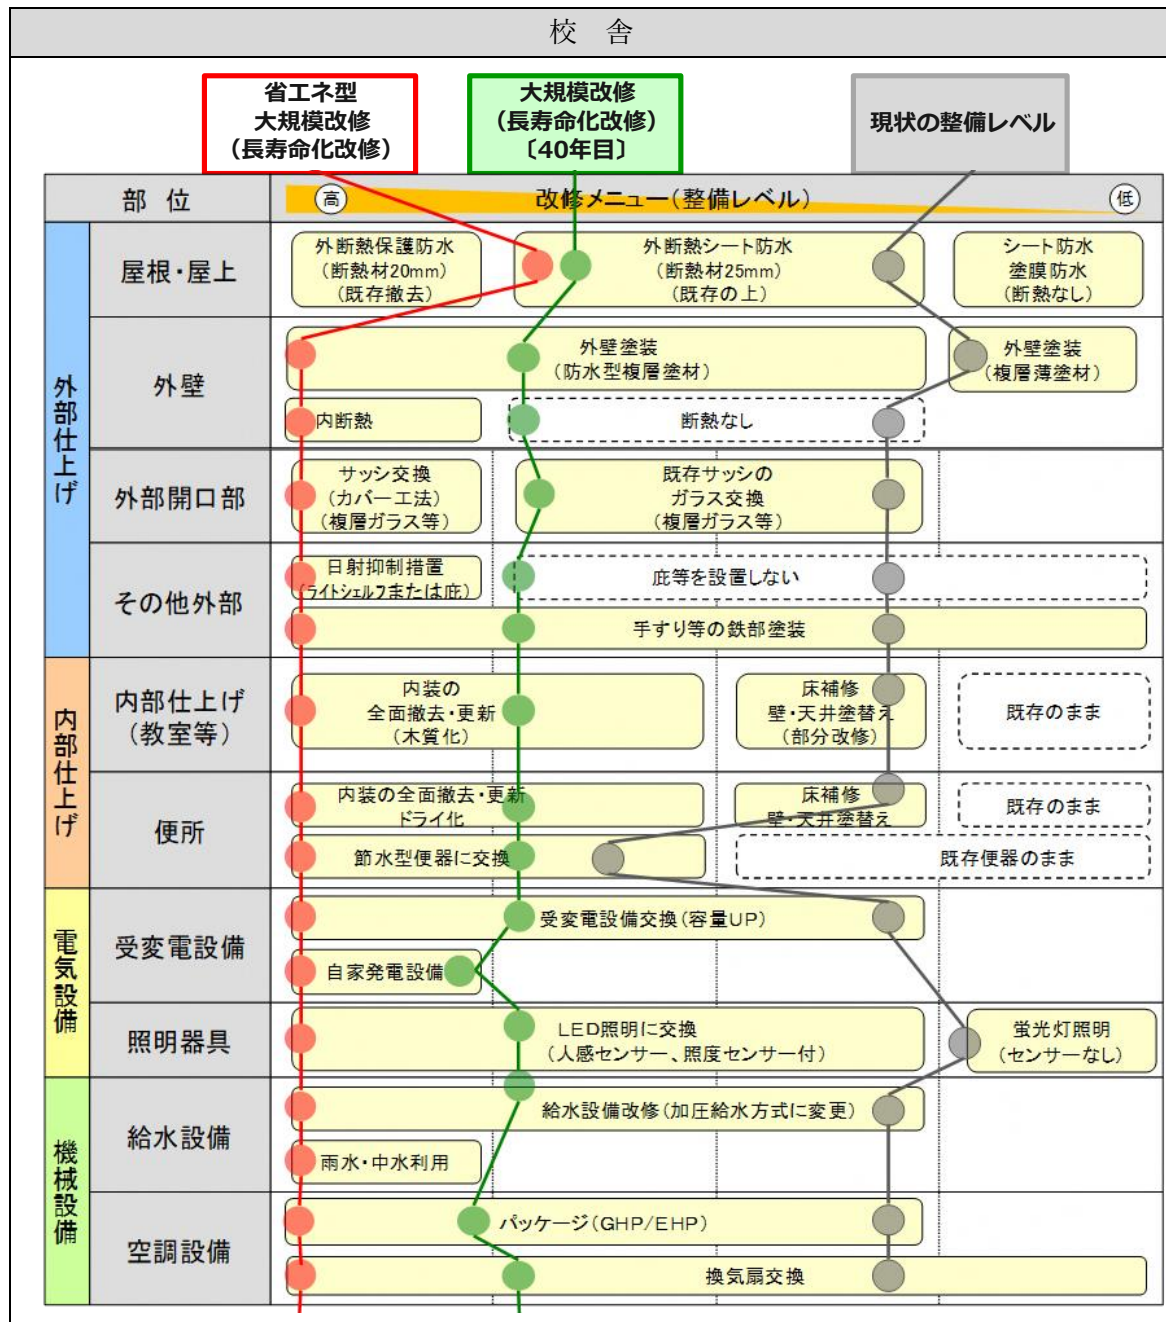 校 舎
省エネ型
大規模改修
（長寿命化改修）
大規模改修
（長寿命化改修）
〔40年目〕
現状の整備レベル
部 位
高
改修メニュー(整備レベル)
低
外部仕上げ
屋根・屋上
外断熱保護防水
(断熱材20mm)
(既存撤去)
外断熱シート防水
(断熱材25mm)
(既存の上)
シート防水
塗膜防水
(断熱なし)
外壁
外壁塗装
(防水型複層塗材)
外壁塗装
(複層薄塗材)
内断熱
断熱なし
外部開口部
サッシ交換
(カバー工法)
(複層ガラス等)
既存サッシの
ガラス交換
(複層ガラス等)
その他外部
日射抑制措置
(ライトシェルフまたは庇)
庇等を設置しない
手すり等の鉄部塗装
内部仕上げ
内部仕上げ
(教室等)
内装の
全面撤去・更新
(木質化)
床補修
壁・天井塗替え
(部分改修)
既存のまま
便所
内装の全面撤去・更新
ドライ化
床補修
壁・天井塗替え
既存のまま
節水型便器に交換
既存便器のまま
電気設備
受変電設備
受変電設備交換(容量UP)
自家発電設備
照明器具
LED照明に交換
(人感センサー、照度センサー付)
蛍光灯照明
(センサーなし)
機械設備
給水設備
給水設備改修(加圧給水方式に変更)
雨水・中水利用
空調設備
パッケージ(GHP/EHP)
換気扇交換